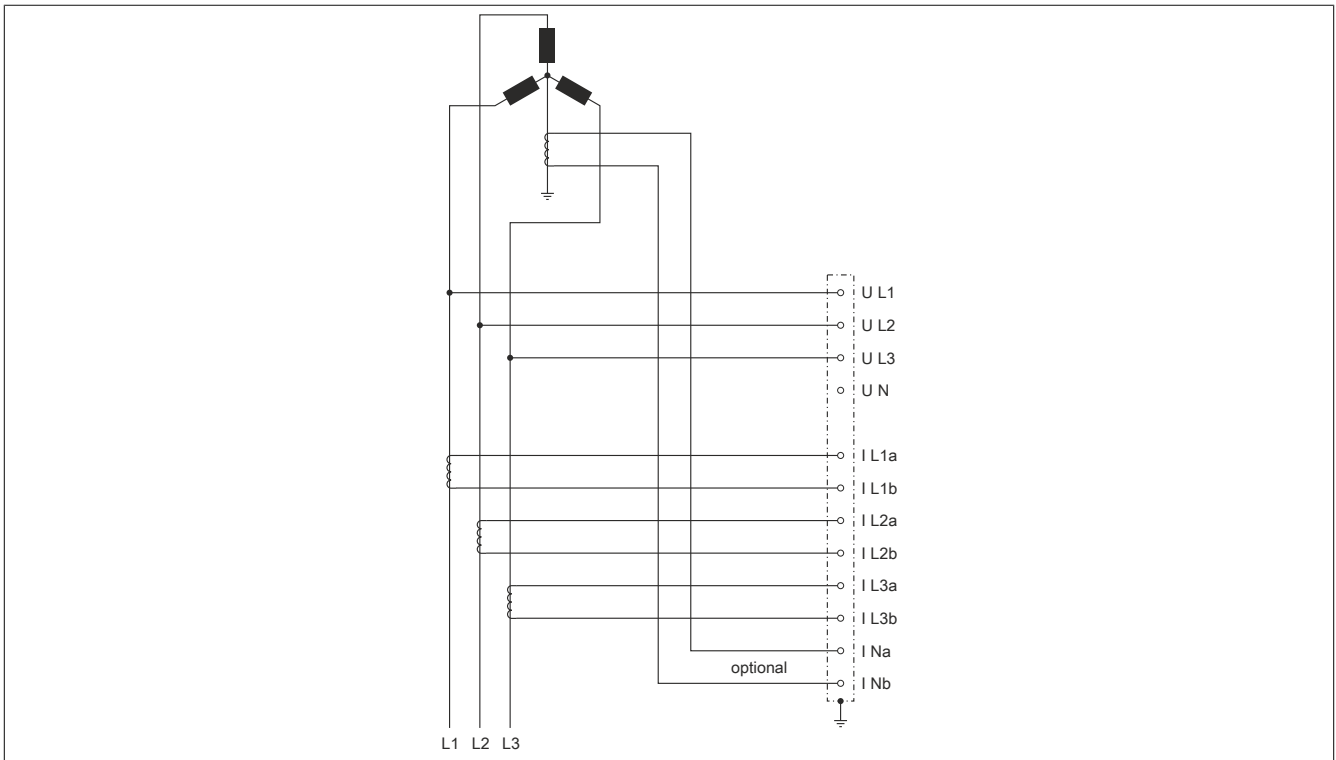 U L1
U L2
U L3
U N
I L1a
I L1b
I L2a
I L2b
I L3a
I L3b
I Na
optional
I Nb
L1 L2 L3